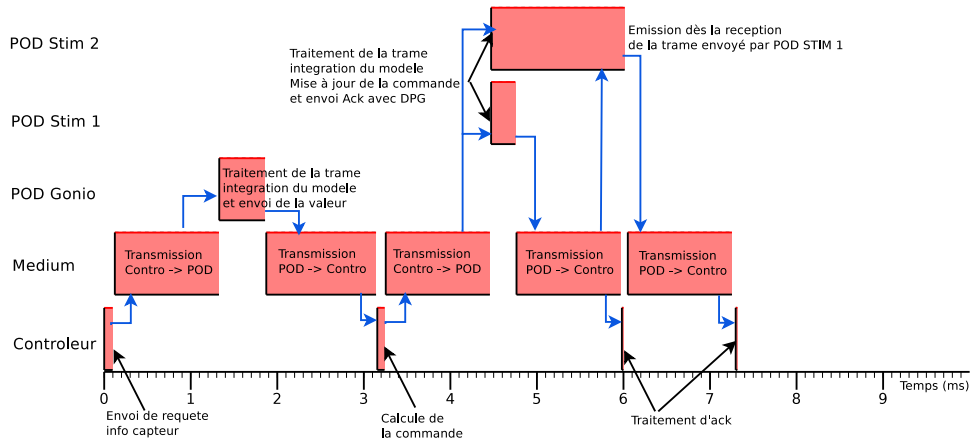 POD Stim 2
Traitement de la trame
integration du modele
Mise à jour de la commande
et envoi Ack avec DPG
Emission dès la reception
de la trame envoyé par POD STIM 1
POD Stim 1
POD Gonio
Traitement de la trame
integration du modele
et envoi de la valeur
Medium
Transmission
Contro -> POD
Transmission
POD -> Contro
Transmission
Contro -> POD
Transmission
POD -> Contro
Transmission
POD -> Contro
Controleur
0 1 2 3 4 5 6 7 8 9
Temps (ms)
Envoi de requete
info capteur
Calcule de
la commande
Traitement d'ack